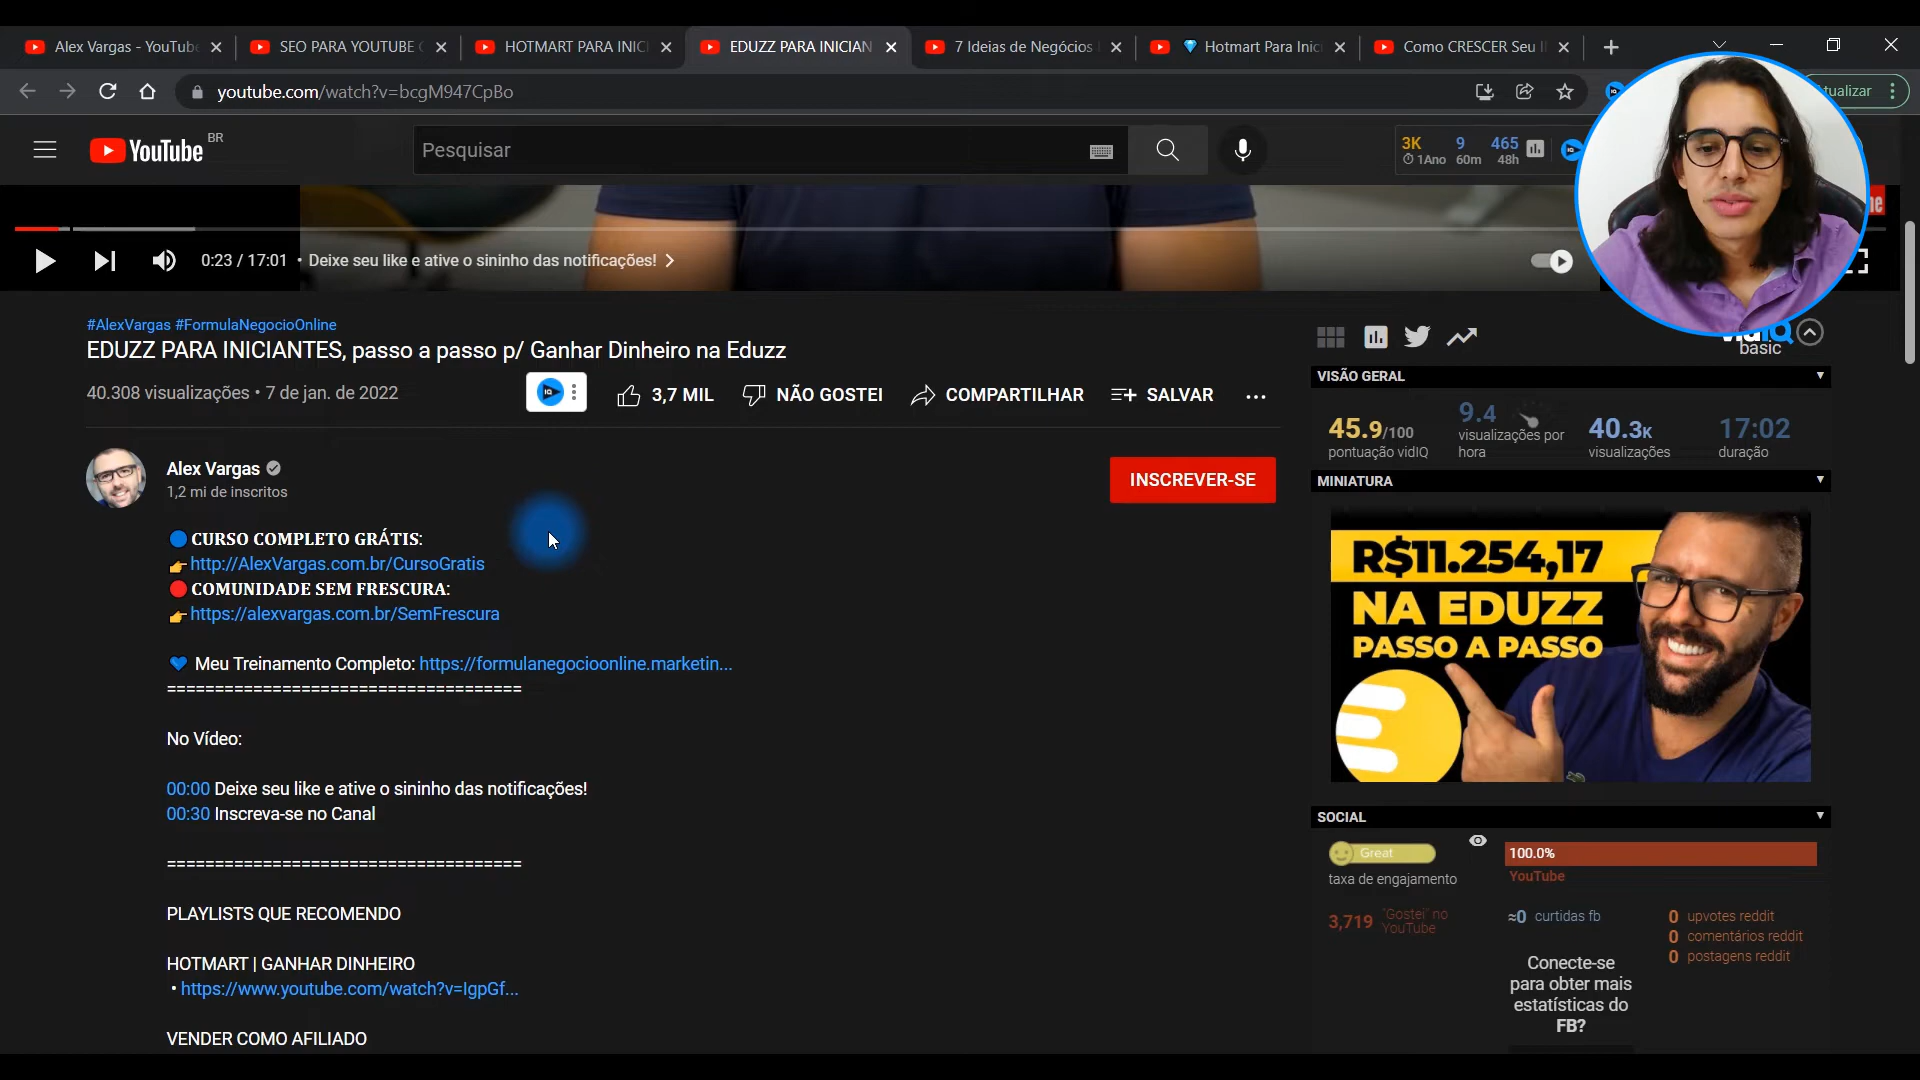 Alex Vargas - YouTube
SEO PARA YOUTUBE
HOTMART PARA INIC
EDUZZ PARA INICIAN
7 Ideias de Negócios
Hotmart Para Inic
Como CRESCER Seu
youtube.com/watch?v=bcgM947CpBo
tualizar
YouTube BR
Pesquisar
3K 9 465
1Ano 60m 48h
0:23 / 17:01 • Deixe seu like e ative o sininho das notificações!
#AlexVargas #FormulaNegocioOnline
EDUZZ PARA INICIANTES, passo a passo p/ Ganhar Dinheiro na Eduzz
40.308 visualizações • 7 de jan. de 2022
3,7 MIL NÃO GOSTEI COMPARTILHAR SALVAR
Alex Vargas
1,2 mi de inscritos
INSCREVER-SE
CURSO COMPLETO GRÁTIS:
http://AlexVargas.com.br/CursoGratis
COMUNIDADE SEM FRESCURA:
https://alexvargas.com.br/SemFrescura
Meu Treinamento Completo: https://formulanegocioonline.marketin...
=====================================
No Vídeo:
00:00 Deixe seu like e ative o sininho das notificações!
00:30 Inscreva-se no Canal
=====================================
PLAYLISTS QUE RECOMENDO
HOTMART | GANHAR DINHEIRO
• https://www.youtube.com/watch?v=IgpGf...
VENDER COMO AFILIADO
basic
VISÃO GERAL
45.9/100
pontuação vidIQ
9.4
visualizações por
hora
40.3K
visualizações
17:02
duração
MINIATURA
R$11.254,17
NA EDUZZ
PASSO A PASSO
SOCIAL
Great
taxa de engajamento
3,719 "Gostei" no
YouTube
100.0%
YouTube
≈0 curtidas fb
0 upvotes reddit
0 comentários reddit
0 postagens reddit
Conecte-se
para obter mais
estatísticas do
FB?